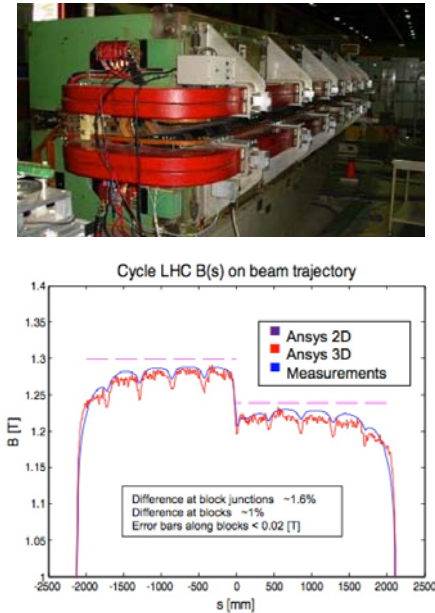 Cycle LHC B(s) on beam trajectory
1.4
1.35
1.3
1.25
1.2
1.15
1.1
1.05
1
B [T]
Ansys 2D
Ansys 3D
Measurements
Difference at block junctions ~1.6%
Difference at blocks ~1%
Error bars along blocks < 0.02 [T]
-2500 -2000 -1500 -1000 -500 0 500 1000 1500 2000 2500
s [mm]